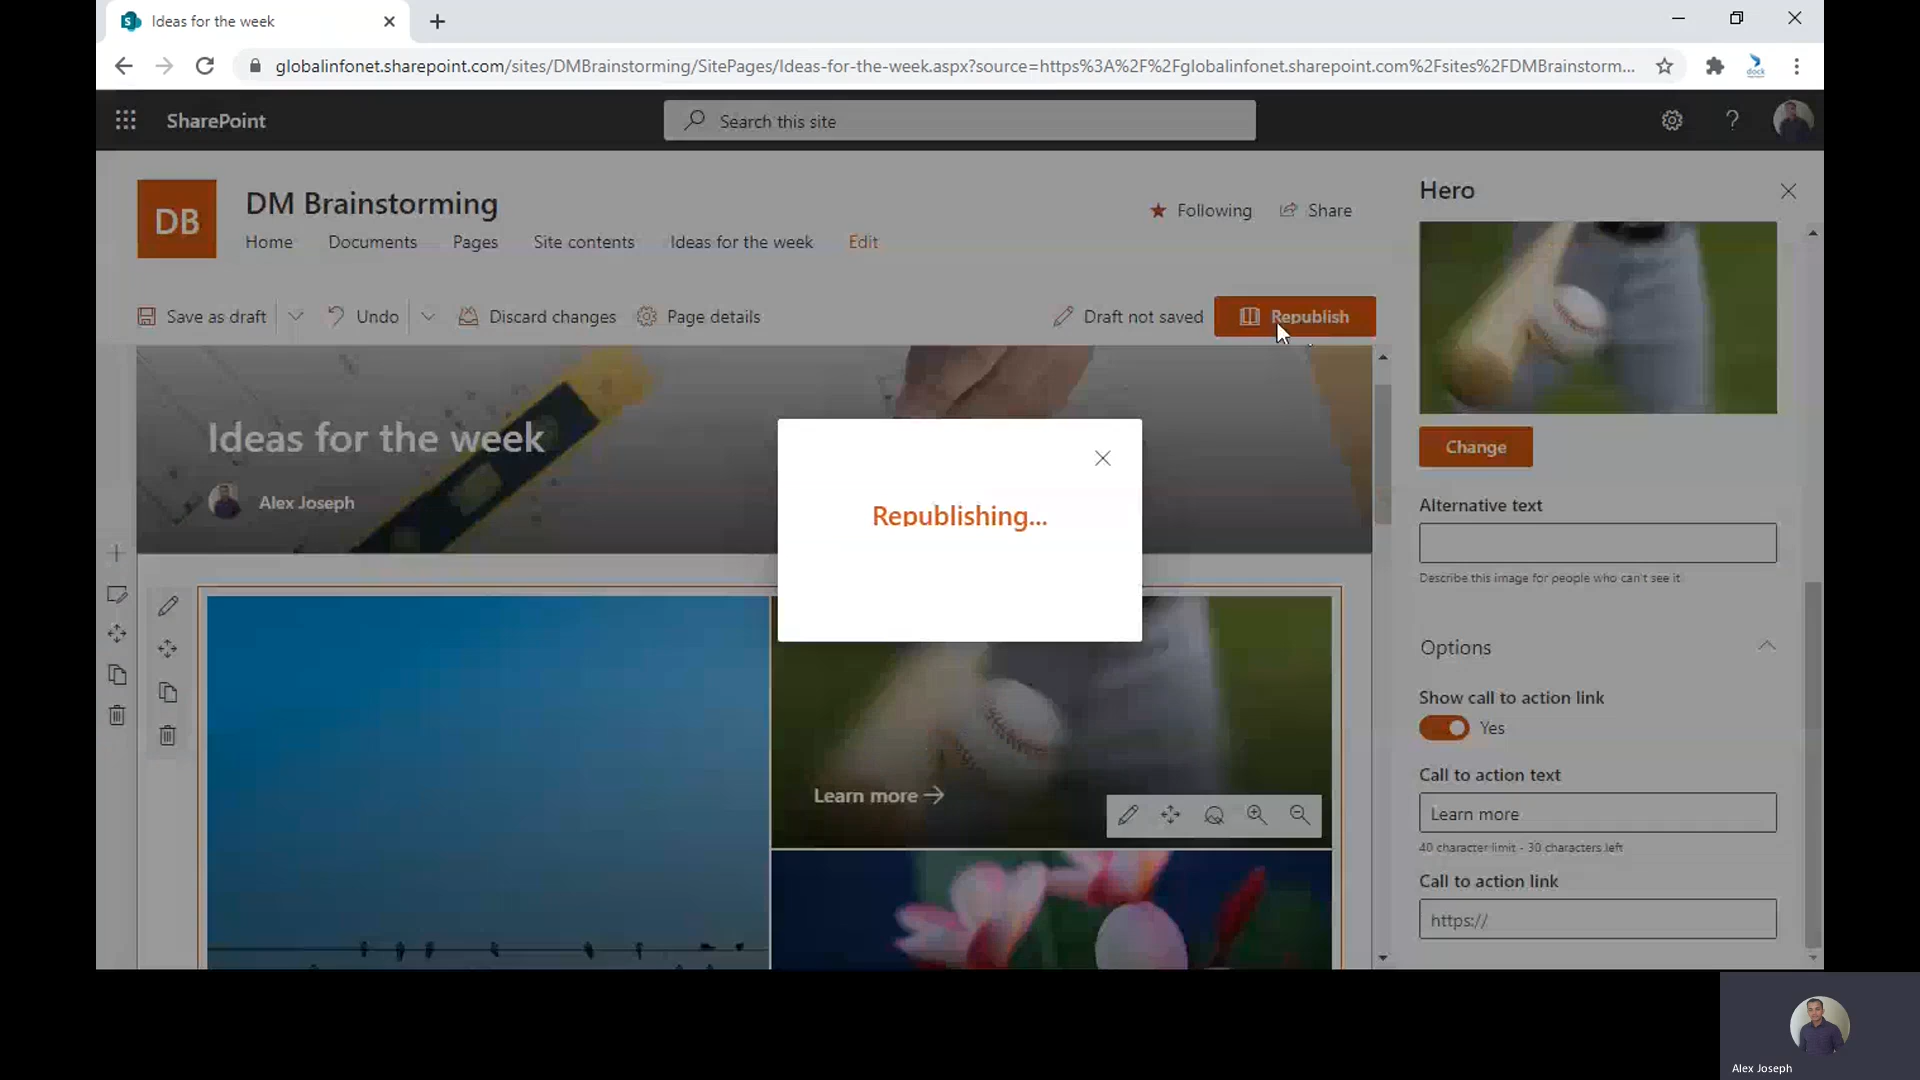 Ideas for the week
globalinfonet.sharepoint.com/sites/DMBrainstorming/SitePages/Ideas-for-the-week.aspx?source=https%3A%2F%2Fglobalinfonet.sharepoint.com%2Fsites%2FDMBrainstorm...
dock
SharePoint
Search this site
?
DB
DM Brainstorming
Following
Share
Home
Documents
Pages
Site contents
Ideas for the week
Edit
Save as draft
Undo
Discard changes
Page details
Draft not saved
Republish
Ideas for the week
Alex Joseph
Republishing...
Learn more
Hero
Change
Alternative text
Describe this image for people who can't see it
Options
Show call to action link
Yes
Call to action text
Learn more
40 character limit - 30 characters left
Call to action link
https://
Alex Joseph